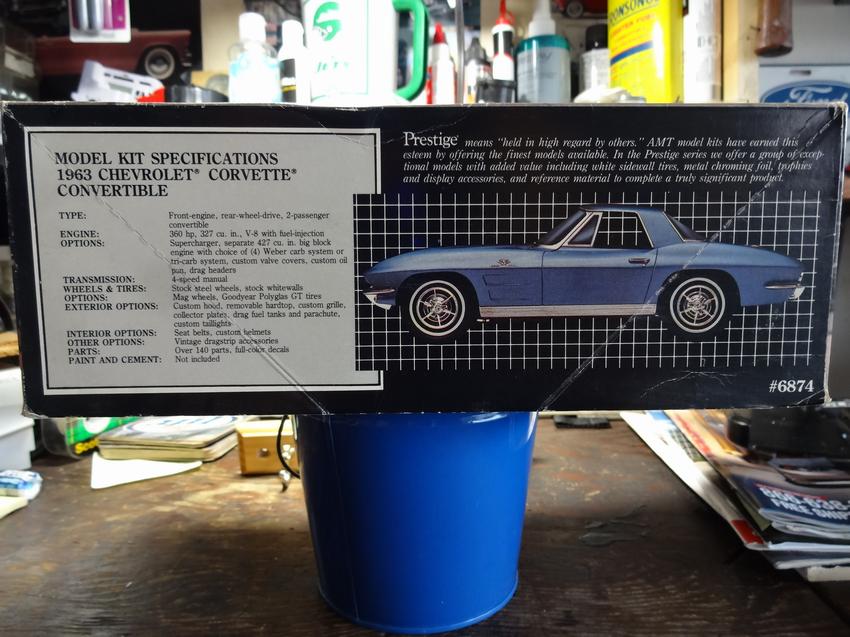 MODEL KIT SPECIFICATIONS
1963 CHEVROLET® CORVETTE®
CONVERTIBLE
TYPE: Front-engine, rear-wheel-drive, 2-passenger
convertible
ENGINE: 360 hp, 327 cu. in., V-8 with fuel-injection
OPTIONS: Supercharger, separate 427 cu. in. big block
engine with choice of (4) Weber carb system or
tri-carb system, custom valve covers, custom oil
pan, drag headers
TRANSMISSION: 4-speed manual
WHEELS & TIRES: Stock steel wheels, stock whitewalls
OPTIONS: Mag wheels, Goodyear Polyglas GT tires
EXTERIOR OPTIONS: Custom hood, removable hardtop, custom grille,
collector plates, drag fuel tanks and parachute,
custom taillights
INTERIOR OPTIONS: Seat belts, custom helmets
OTHER OPTIONS: Vintage dragstrip accessories
PARTS: Over 140 parts, full-color decals
PAINT AND CEMENT: Not included
Prestige® means "held in high regard by others." AMT model kits have earned this
esteem by offering the finest models available. In the Prestige series we offer a group of excep-
tional models with added value including white sidewall tires, metal chroming foil, trophies
and display accessories, and reference material to complete a truly significant product.
#6874
RONSONOL
Ford
FREE SHIP